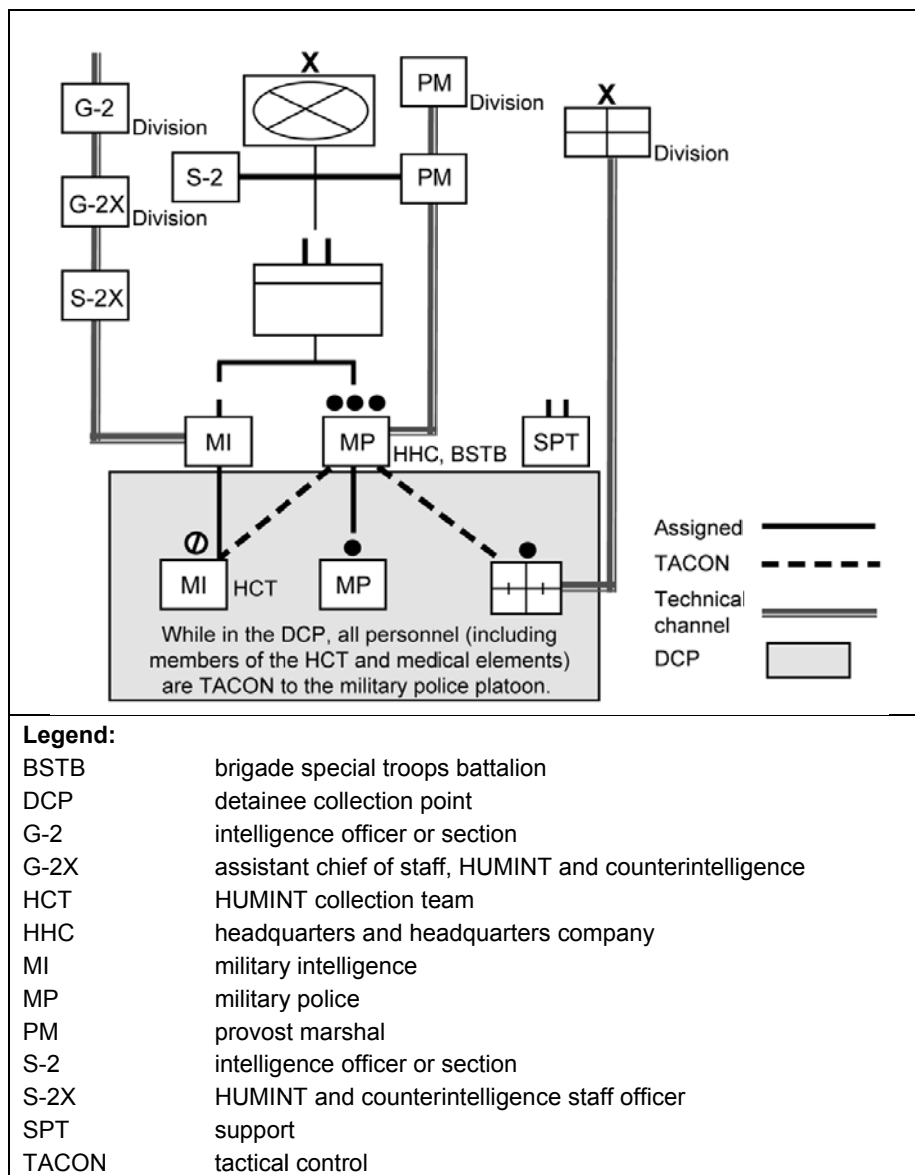 X
G-2
Division
PM
Division
X
Division
S-2
PM
G-2X
Division
S-2X
MI
MP
HHC, BSTB
SPT
MI
HCT
MP
While in the DCP, all personnel (including
members of the HCT and medical elements)
are TACON to the military police platoon.
Assigned
TACON
Technical
channel
DCP
Legend:
BSTB brigade special troops battalion
DCP detainee collection point
G-2 intelligence officer or section
G-2X assistant chief of staff, HUMINT and counterintelligence
HCT HUMINT collection team
HHC headquarters and headquarters company
MI military intelligence
MP military police
PM provost marshal
S-2 intelligence officer or section
S-2X HUMINT and counterintelligence staff officer
SPT support
TACON tactical control